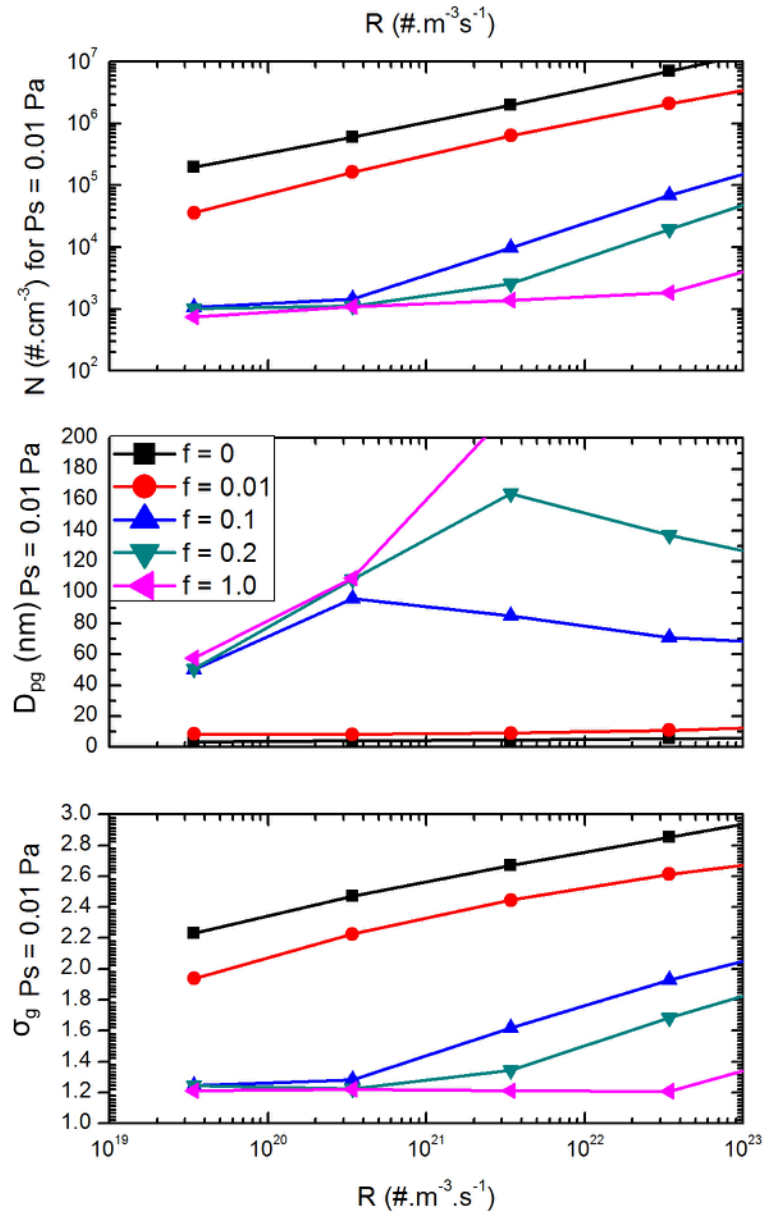 R (#.m⁻³s⁻¹)
N (#.cm⁻³) for Ps = 0.01 Pa
10⁷
10⁶
10⁵
10⁴
10³
10²
D_pg (nm) Ps = 0.01 Pa
200
180
160
140
120
100
80
60
40
20
0
f = 0
f = 0.01
f = 0.1
f = 0.2
f = 1.0
σ_g Ps = 0.01 Pa
3.0
2.8
2.6
2.4
2.2
2.0
1.8
1.6
1.4
1.2
1.0
10¹⁹ 10²⁰ 10²¹ 10²² 10²³
R (#.m⁻³.s⁻¹)